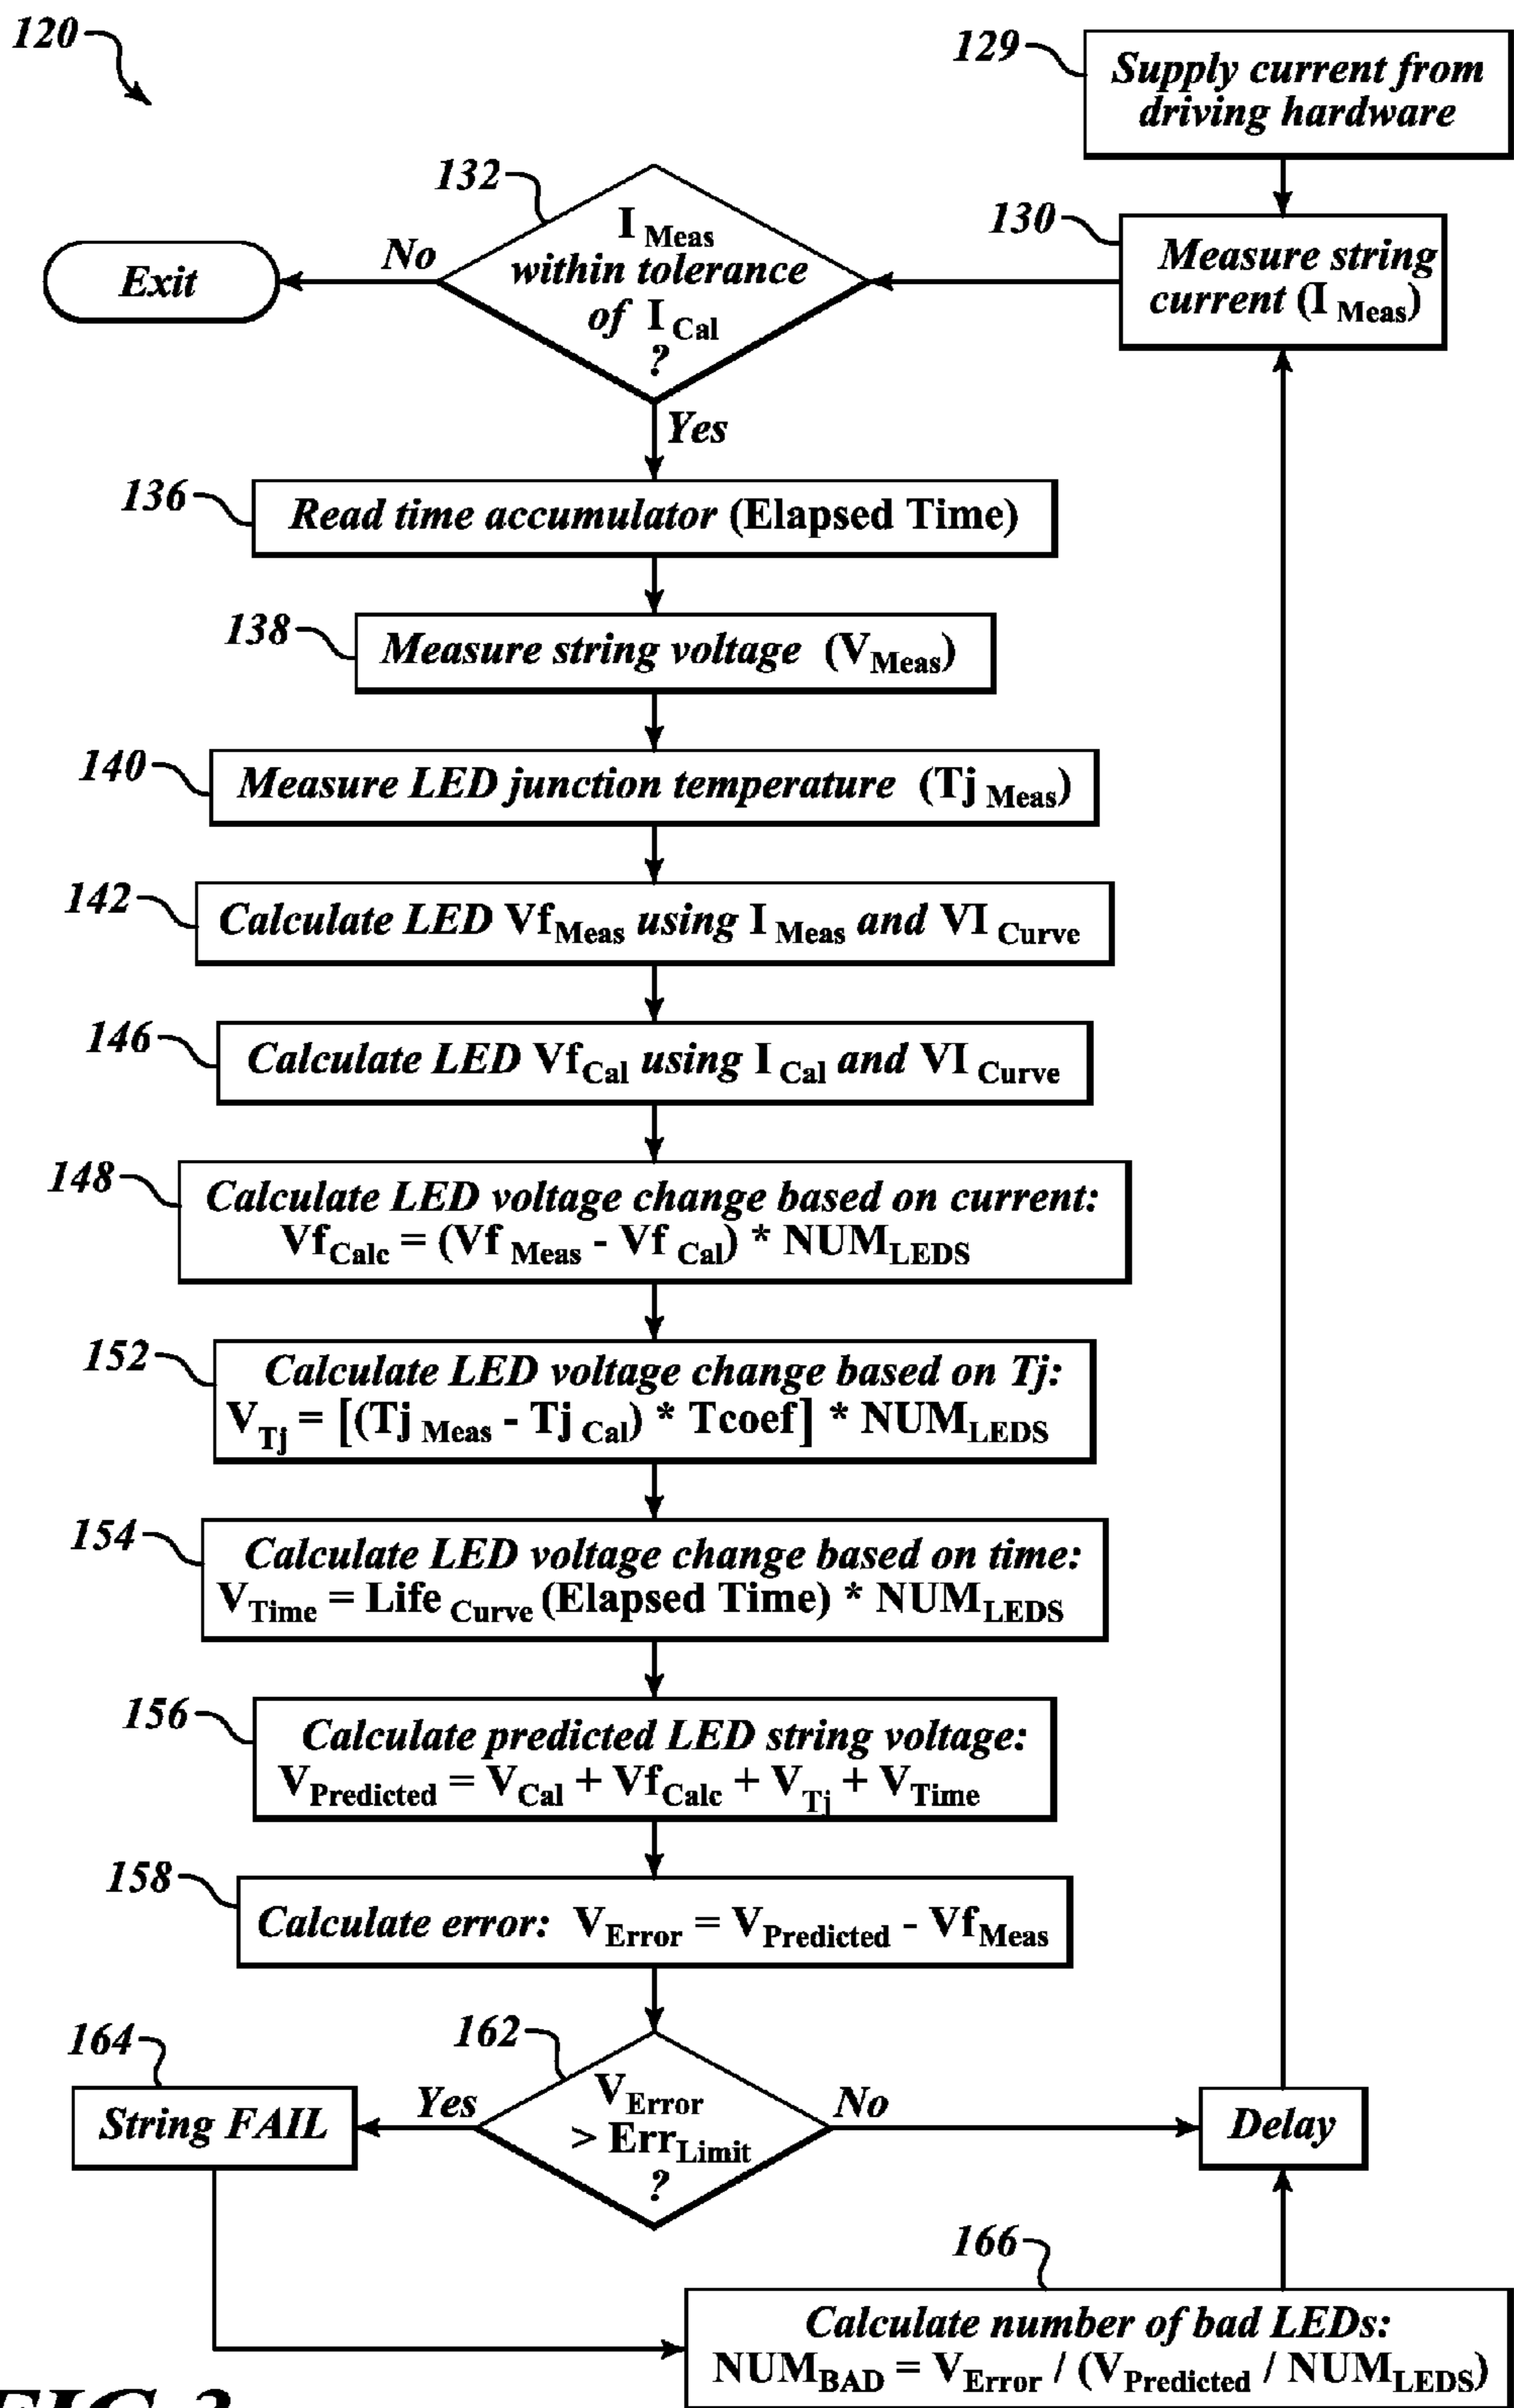 120
129
Supply current from
driving hardware
130
Measure string
current (I Meas)
132
I Meas
within tolerance
of I Cal
?
No
Exit
Yes
136
Read time accumulator (Elapsed Time)
138
Measure string voltage (VMeas)
140
Measure LED junction temperature (Tj Meas)
142
Calculate LED VfMeas using I Meas and VI Curve
146
Calculate LED VfCal using I Cal and VI Curve
148
Calculate LED voltage change based on current:
VfCalc = (Vf Meas - Vf Cal) * NUMLEDS
152
Calculate LED voltage change based on Tj:
VTj = [(Tj Meas - Tj Cal) * Tcoef] * NUMLEDS
154
Calculate LED voltage change based on time:
VTime = Life Curve (Elapsed Time) * NUMLEDS
156
Calculate predicted LED string voltage:
VPredicted = VCal + VfCalc + VTj + VTime
158
Calculate error: VError = VPredicted - VfMeas
162
VError
> ErrLimit
?
Yes
No
164
String FAIL
Delay
166
Calculate number of bad LEDs:
NUMBAD = VError / (VPredicted / NUMLEDS)